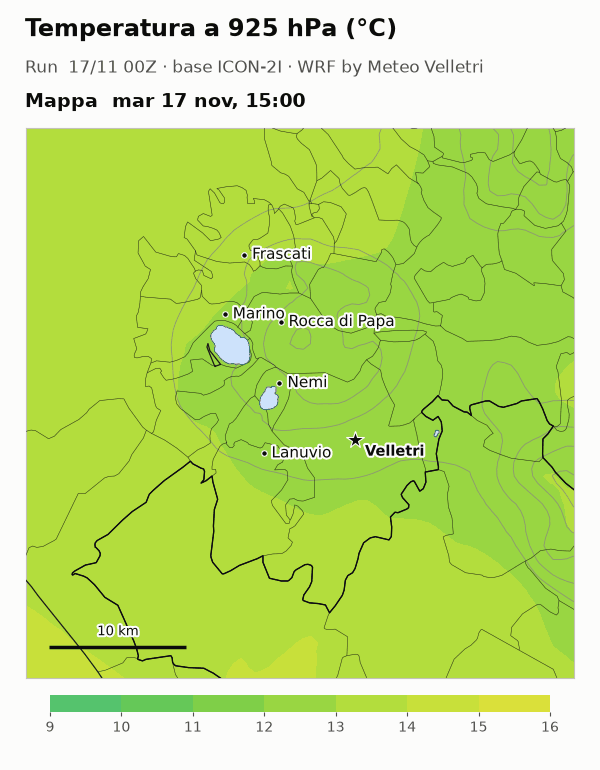 Temperatura a 925 hPa (°C)
Run  17/11 00Z · base ICON-2I · WRF by Meteo Velletri
Mappa  mar 17 nov, 15:00
Frascati
Marino
Rocca di Papa
Nemi
Velletri
Lanuvio
10 km
9 10 11 12 13 14 15 16